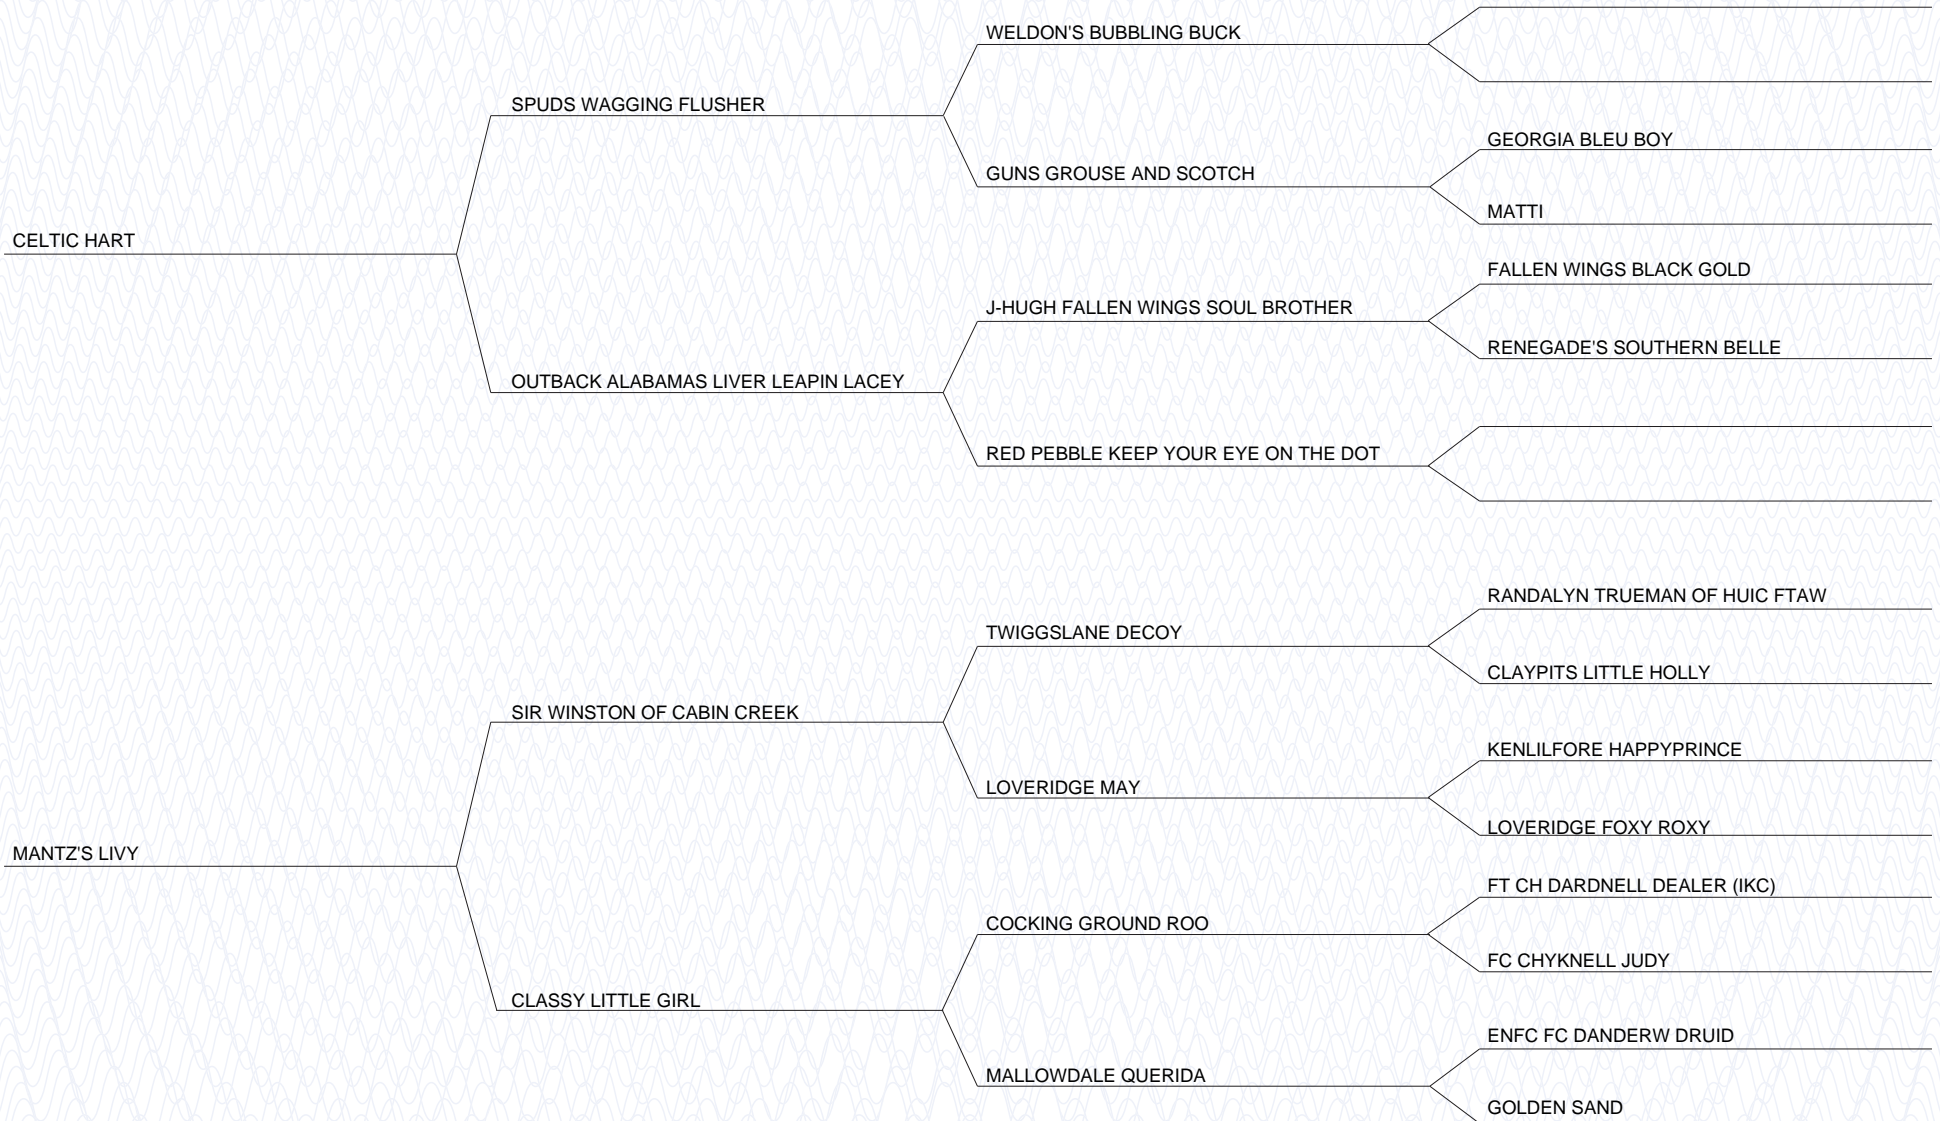 WELDON'S BUBBLING BUCK
SPUDS WAGGING FLUSHER
GEORGIA BLEU BOY
GUNS GROUSE AND SCOTCH
MATTI
CELTIC HART
FALLEN WINGS BLACK GOLD
J-HUGH FALLEN WINGS SOUL BROTHER
RENEGADE'S SOUTHERN BELLE
OUTBACK ALABAMAS LIVER LEAPIN LACEY
RED PEBBLE KEEP YOUR EYE ON THE DOT
RANDALYN TRUEMAN OF HUIC FTAW
TWIGGSLANE DECOY
CLAYPITS LITTLE HOLLY
SIR WINSTON OF CABIN CREEK
KENLILFORE HAPPYPRINCE
LOVERIDGE MAY
LOVERIDGE FOXY ROXY
MANTZ'S LIVY
FT CH DARDNELL DEALER (IKC)
COCKING GROUND ROO
FC CHYKNELL JUDY
CLASSY LITTLE GIRL
ENFC FC DANDERW DRUID
MALLOWDALE QUERIDA
GOLDEN SAND